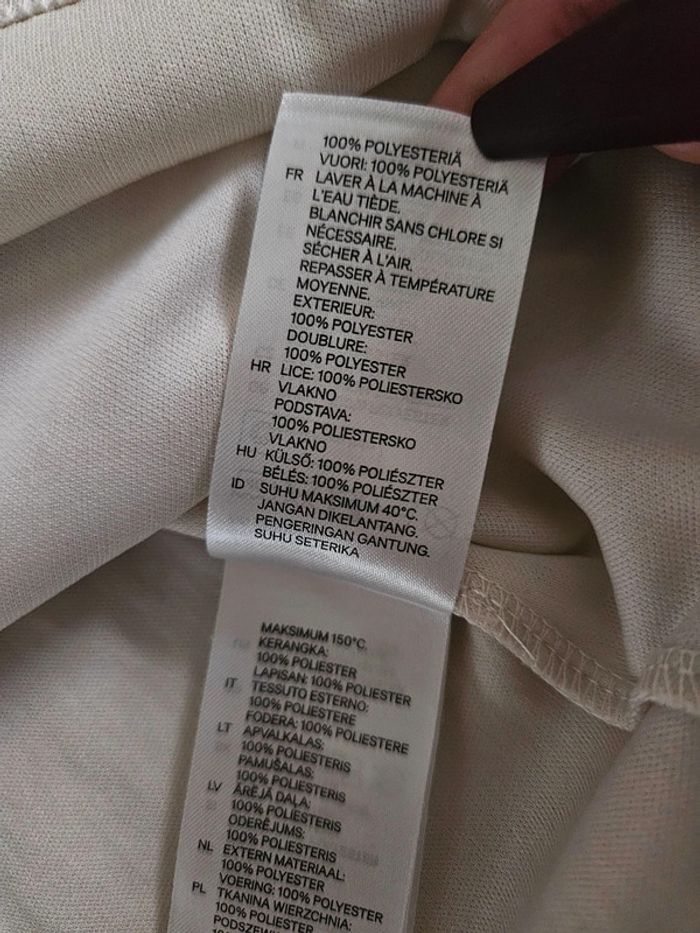 100% POLYESTERIÄ
VUORI: 100% POLYESTERIÄ
FR LAVER À LA MACHINE À
L'EAU TIÈDE.
BLANCHIR SANS CHLORE SI
NÉCESSAIRE.
SÉCHER À L'AIR.
REPASSER À TEMPÉRATURE
MOYENNE.
EXTERIEUR:
100% POLYESTER
DOUBLURE:
100% POLYESTER
HR LICE: 100% POLIESTERSKO
VLAKNO
PODSTAVA:
100% POLIESTERSKO
VLAKNO
HU KÜLSŐ: 100% POLIÉSZTER
BÉLÉS: 100% POLIÉSZTER
ID SUHU MAKSIMUM 40°C.
JANGAN DIKELANTANG.
PENGERINGAN GANTUNG.
SUHU SETERIKA
MAKSIMUM 150°C.
KERANGKA:
100% POLIESTER
LAPISAN: 100% POLIESTER
IT TESSUTO ESTERNO:
100% POLIESTERE
FODERA: 100% POLIESTERE
LT APVALKALAS:
100% POLIESTERIS
PAMUŠALAS:
100% POLIESTERIS
LV ĀRĒJĀ DAĻA:
100% POLIESTERIS
ODERĒJUMS:
100% POLIESTERIS
NL EXTERN MATERIAAL:
100% POLYESTER
VOERING: 100% POLYESTER
PL TKANINA WIERZCHNIA:
100% POLIESTER